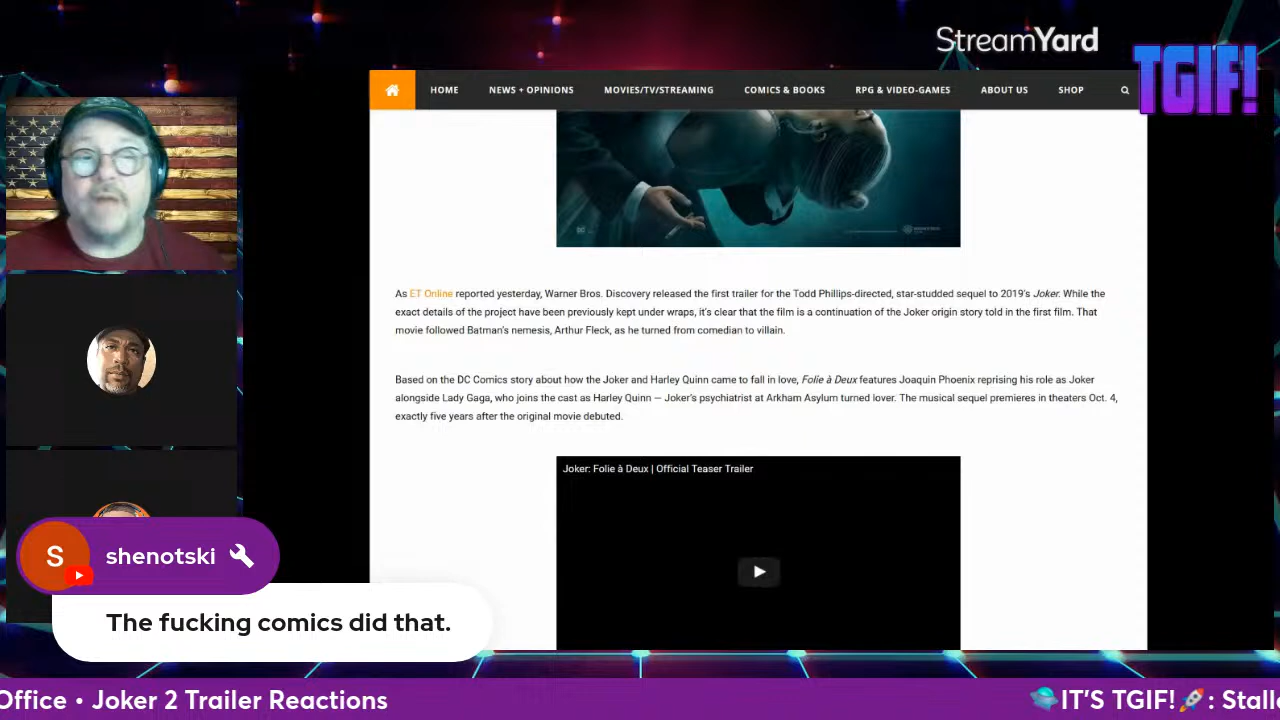 StreamYard
TGIF!
HOME NEWS + OPINIONS MOVIES/TV/STREAMING COMICS & BOOKS RPG & VIDEO-GAMES ABOUT US SHOP
As ET Online reported yesterday, Warner Bros. Discovery released the first trailer for the Todd Phillips-directed, star-studded sequel to 2019's Joker. While the
exact details of the project have been previously kept under wraps, it's clear that the film is a continuation of the Joker origin story told in the first film. That
movie followed Batman's nemesis, Arthur Fleck, as he turned from comedian to villain.
Based on the DC Comics story about how the Joker and Harley Quinn came to fall in love, Folie à Deux features Joaquin Phoenix reprising his role as Joker
alongside Lady Gaga, who joins the cast as Harley Quinn — Joker's psychiatrist at Arkham Asylum turned lover. The musical sequel premieres in theaters Oct. 4,
exactly five years after the original movie debuted.
Joker: Folie à Deux | Official Teaser Trailer
S
shenotski
The fucking comics did that.
Office • Joker 2 Trailer Reactions
🛸IT'S TGIF!🚀: Stall